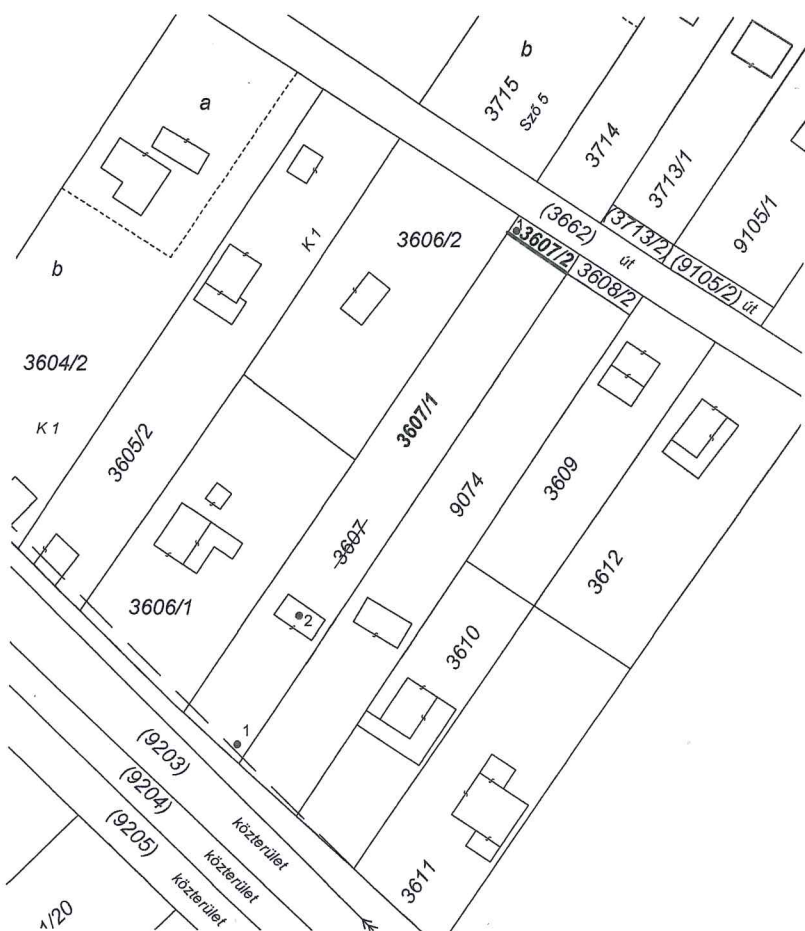 b
3715
Sző 5
3714
3713/1
9105/1
a
(3662)
út
(3713/2)
(9105/2) út
K 1
3606/2
3607/2
3608/2
b
3604/2
K 1
3605/2
3607/1
9074
3609
3612
3607
3606/1
2
3610
1
(9203)
közterület
(9204)
közterület
(9205)
közterület
3611
1/20